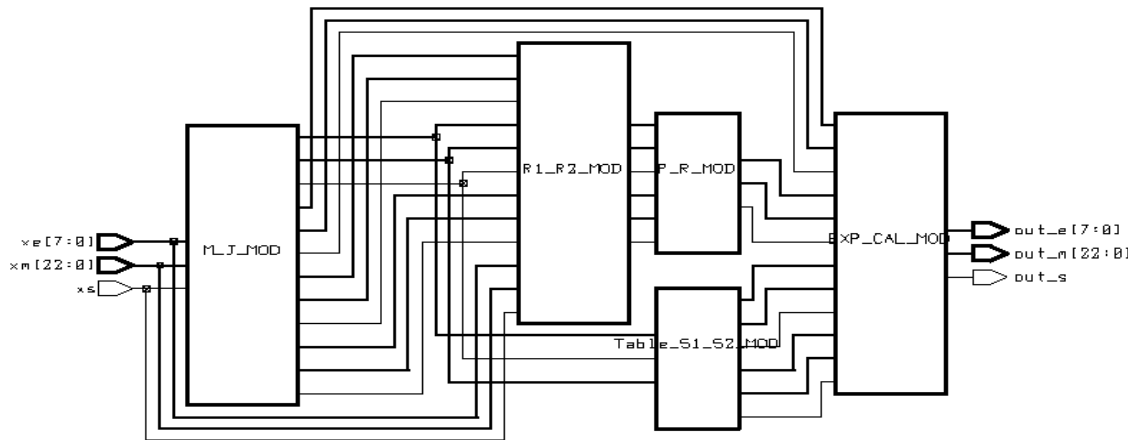 R1_R2_MOD
P_R_MOD
xe[7:0]
M_J_MOD
EXP_CAL_MOD
out_e[7:0]
xm[22:0]
out_m[22:0]
xs
out_s
Table_S1_S2_MOD